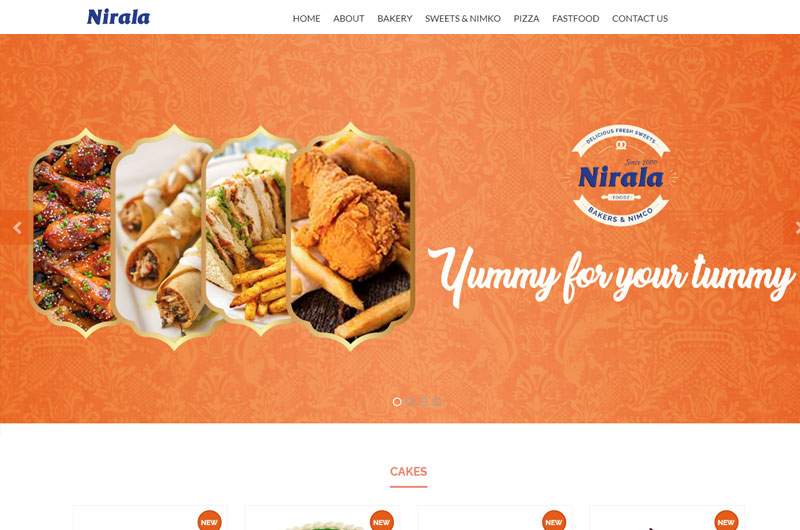 Nirala
HOME ABOUT BAKERY SWEETS & NIMKO PIZZA FASTFOOD CONTACT US
DELICIOUS FRESH SWEETS
Since 2000
Nirala
FOODZ
BAKERS & NIMCO
Yummy for your tummy
CAKES
NEW NEW NEW NEW